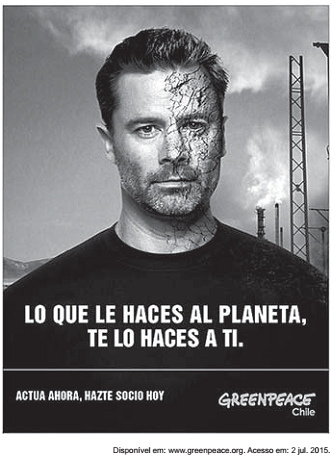 LO QUE LE HACES AL PLANETA,
TE LO HACES A TI.
ACTUA AHORA, HAZTE SOCIO HOY
GREENPEACE
Chile
Disponível em: www.greenpeace.org. Acesso em: 2 jul. 2015.